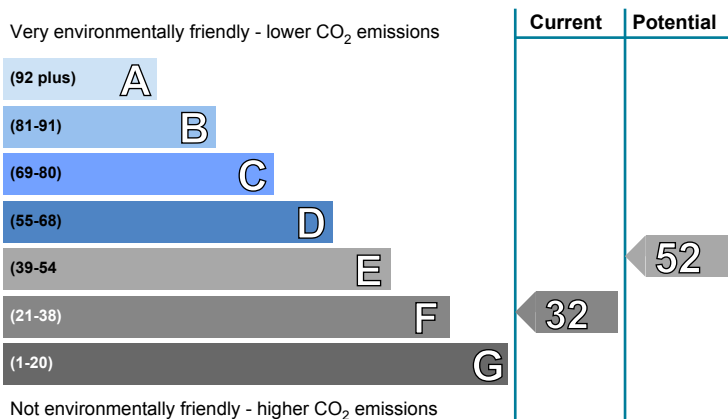 Very environmentally friendly - lower CO2 emissions
Current
Potential
(92 plus) A
(81-91) B
(69-80) C
(55-68) D
(39-54 E
52
(21-38) F
32
(1-20) G
Not environmentally friendly - higher CO2 emissions